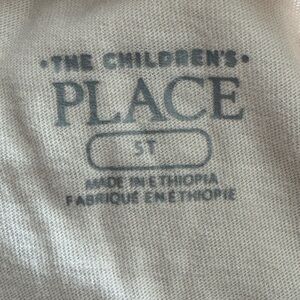 • THE CHILDREN'S •
PLACE
5T
MADE IN ETHIOPIA
FABRIQUÉ EN ÉTHIOPIE